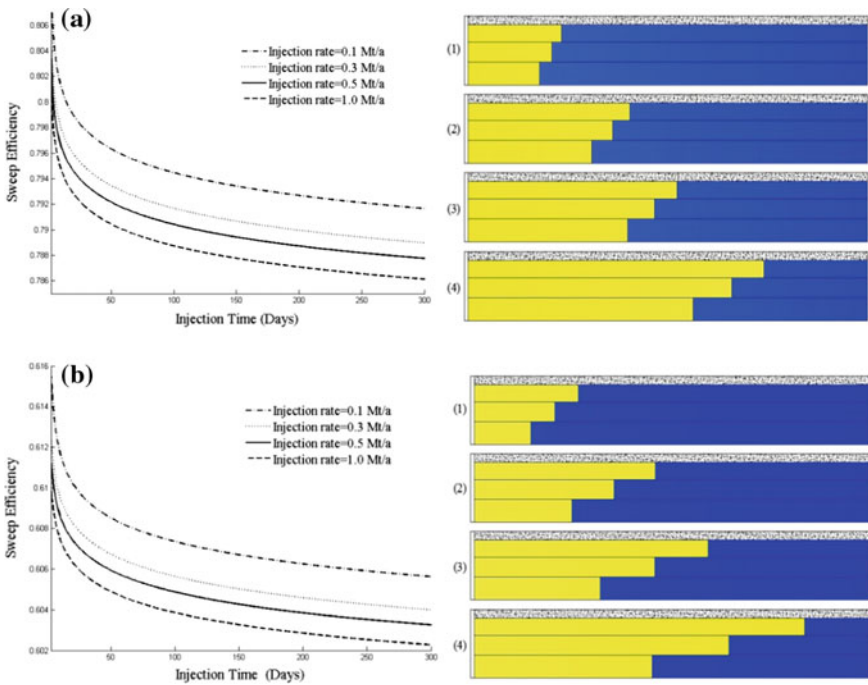 (a)
0.806
0.804
0.802
0.8
0.798
0.796
0.794
0.792
0.79
0.788
0.786
Sweep Efficiency
Injection rate=0.1 Mt/a
Injection rate=0.3 Mt/a
Injection rate=0.5 Mt/a
Injection rate=1.0 Mt/a
50 100 150 200 250 300
Injection Time (Days)
(1)
(2)
(3)
(4)
(b)
0.616
0.614
0.612
0.61
0.608
0.606
0.604
0.602
Sweep Efficiency
Injection rate=0.1 Mt/a
Injection rate=0.3 Mt/a
Injection rate=0.5 Mt/a
Injection rate=1.0 Mt/a
50 100 150 200 250 300
Injection Time (Days)
(1)
(2)
(3)
(4)